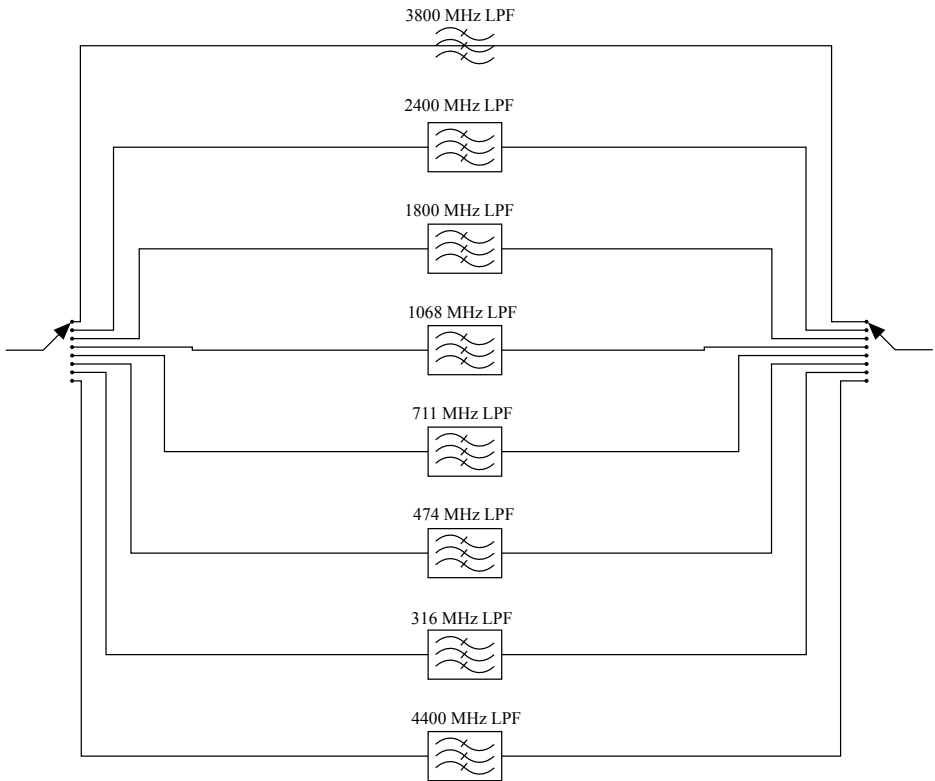 3800 MHz LPF
2400 MHz LPF
1800 MHz LPF
1068 MHz LPF
711 MHz LPF
474 MHz LPF
316 MHz LPF
4400 MHz LPF